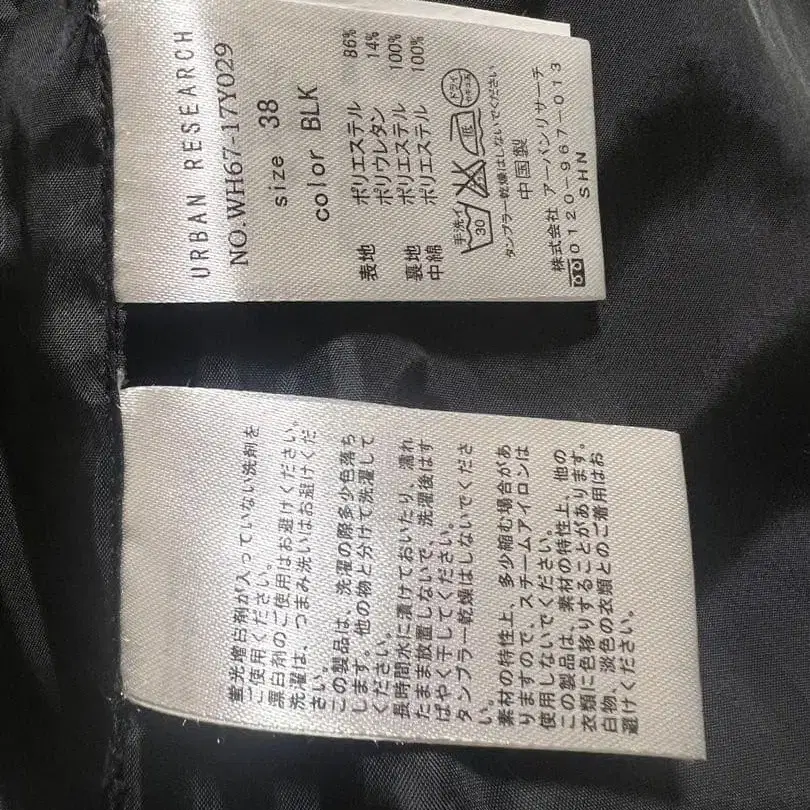 URBAN RESEARCH
NO.WH67-17Y029
size 38
color BLK
表地 ポリエステル 86%
ポリウレタン 14%
裏地 ポリエステル 100%
中綿 ポリエステル 100%
手洗イ
30
タンブラー乾燥はしないでください
中国製
株式会社 アーバンリサーチ
0120-967-013
SHN
蛍光増白剤が入っていない洗剤を
ご使用ください。
漂白剤のご使用はお避けください。
洗濯は、つまみ洗いはお避けくだ
さい。
この製品は、洗濯の際多少色落ち
します。他の物と分けて洗濯して
ください。
長時間水に漬けておいたり、濡れ
たまま放置しないで、洗濯後はす
ばやく干してください。
タンブラー乾燥はしないでくださ
い。
素材の特性上、多少縮む場合があ
りますので、スチームアイロンは
使用しないでください。
この製品は、素材の特性上、他の
衣類に色移りすることがあります。
白物、淡色の衣類とのご着用はお
避けください。